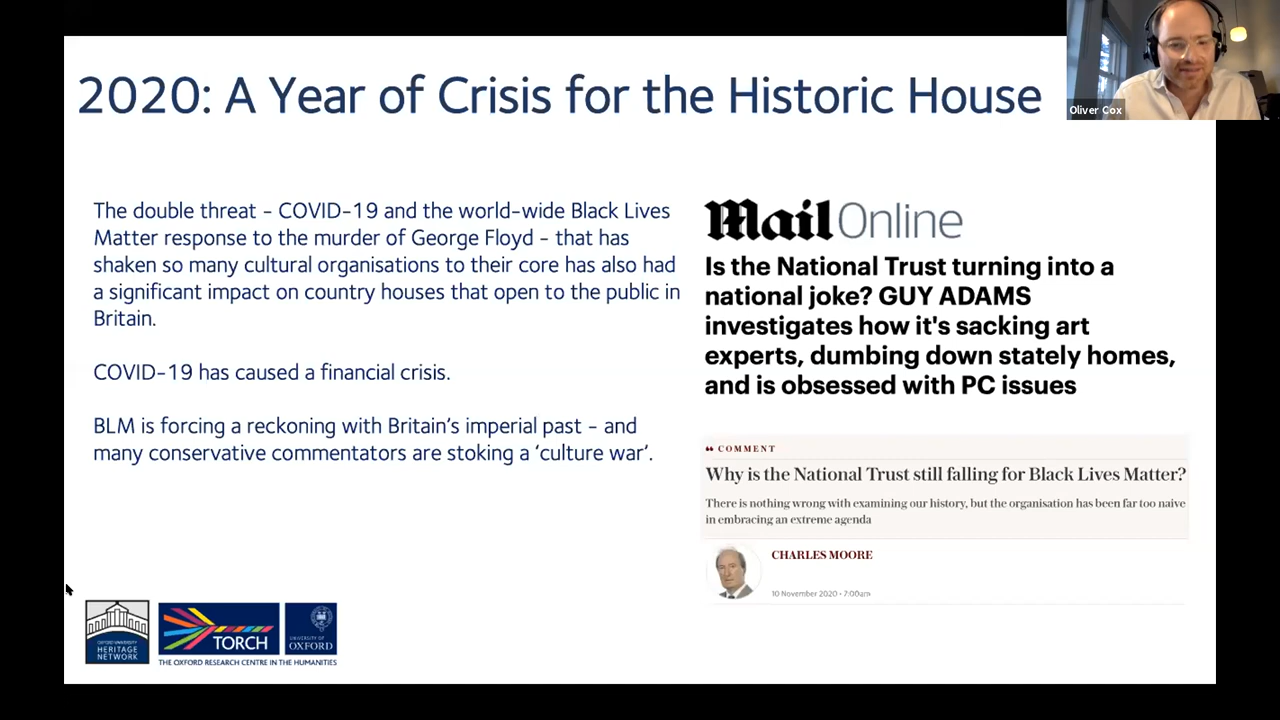 2020: A Year of Crisis for the Historic House
Oliver Cox
The double threat - COVID-19 and the world-wide Black Lives
Matter response to the murder of George Floyd - that has
shaken so many cultural organisations to their core has also had
a significant impact on country houses that open to the public in
Britain.
COVID-19 has caused a financial crisis.
BLM is forcing a reckoning with Britain's imperial past - and
many conservative commentators are stoking a 'culture war'.
Mail Online
Is the National Trust turning into a
national joke? GUY ADAMS
investigates how it's sacking art
experts, dumbing down stately homes,
and is obsessed with PC issues
COMMENT
Why is the National Trust still falling for Black Lives Matter?
There is nothing wrong with examining our history, but the organisation has been far too naive
in embracing an extreme agenda
CHARLES MOORE
10 November 2020 • 7:00am
OXFORD UNIVERSITY
HERITAGE
NETWORK
TORCH
UNIVERSITY OF
OXFORD
THE OXFORD RESEARCH CENTRE IN THE HUMANITIES